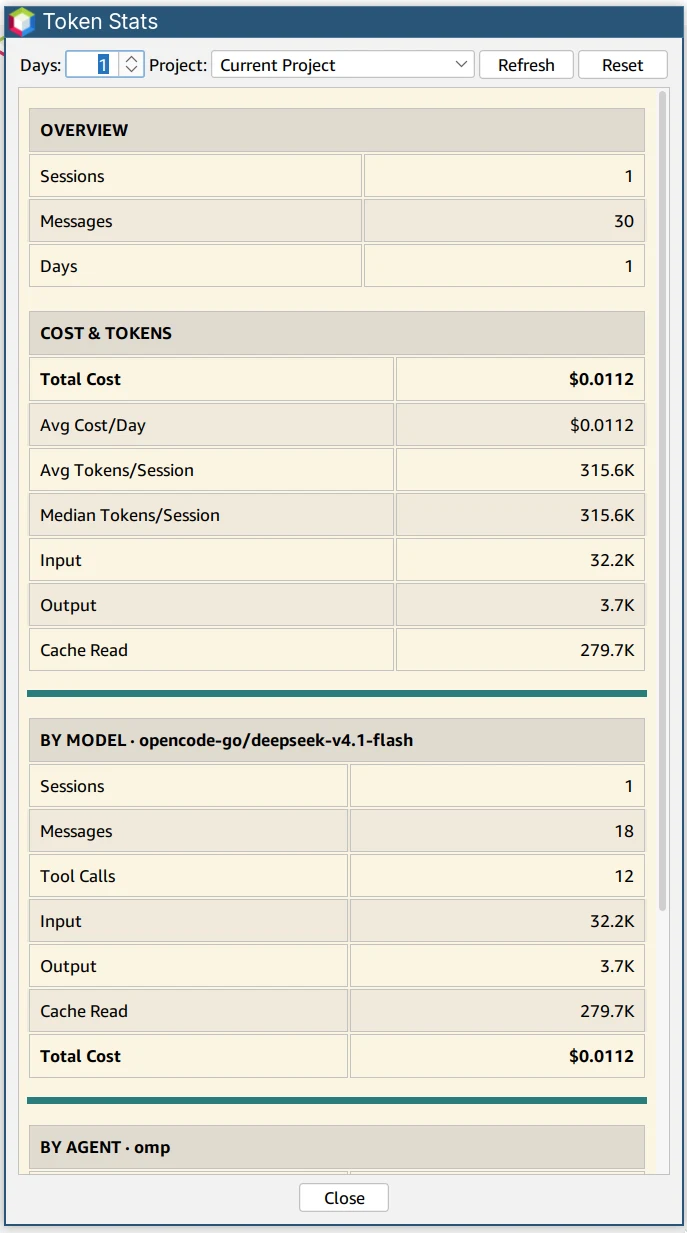 Token Stats
Days: 1 Project: Current Project Refresh Reset
OVERVIEW
Sessions 1
Messages 30
Days 1
COST & TOKENS
Total Cost $0.0112
Avg Cost/Day $0.0112
Avg Tokens/Session 315.6K
Median Tokens/Session 315.6K
Input 32.2K
Output 3.7K
Cache Read 279.7K
BY MODEL · opencode-go/deepseek-v4.1-flash
Sessions 1
Messages 18
Tool Calls 12
Input 32.2K
Output 3.7K
Cache Read 279.7K
Total Cost $0.0112
BY AGENT · omp
Close